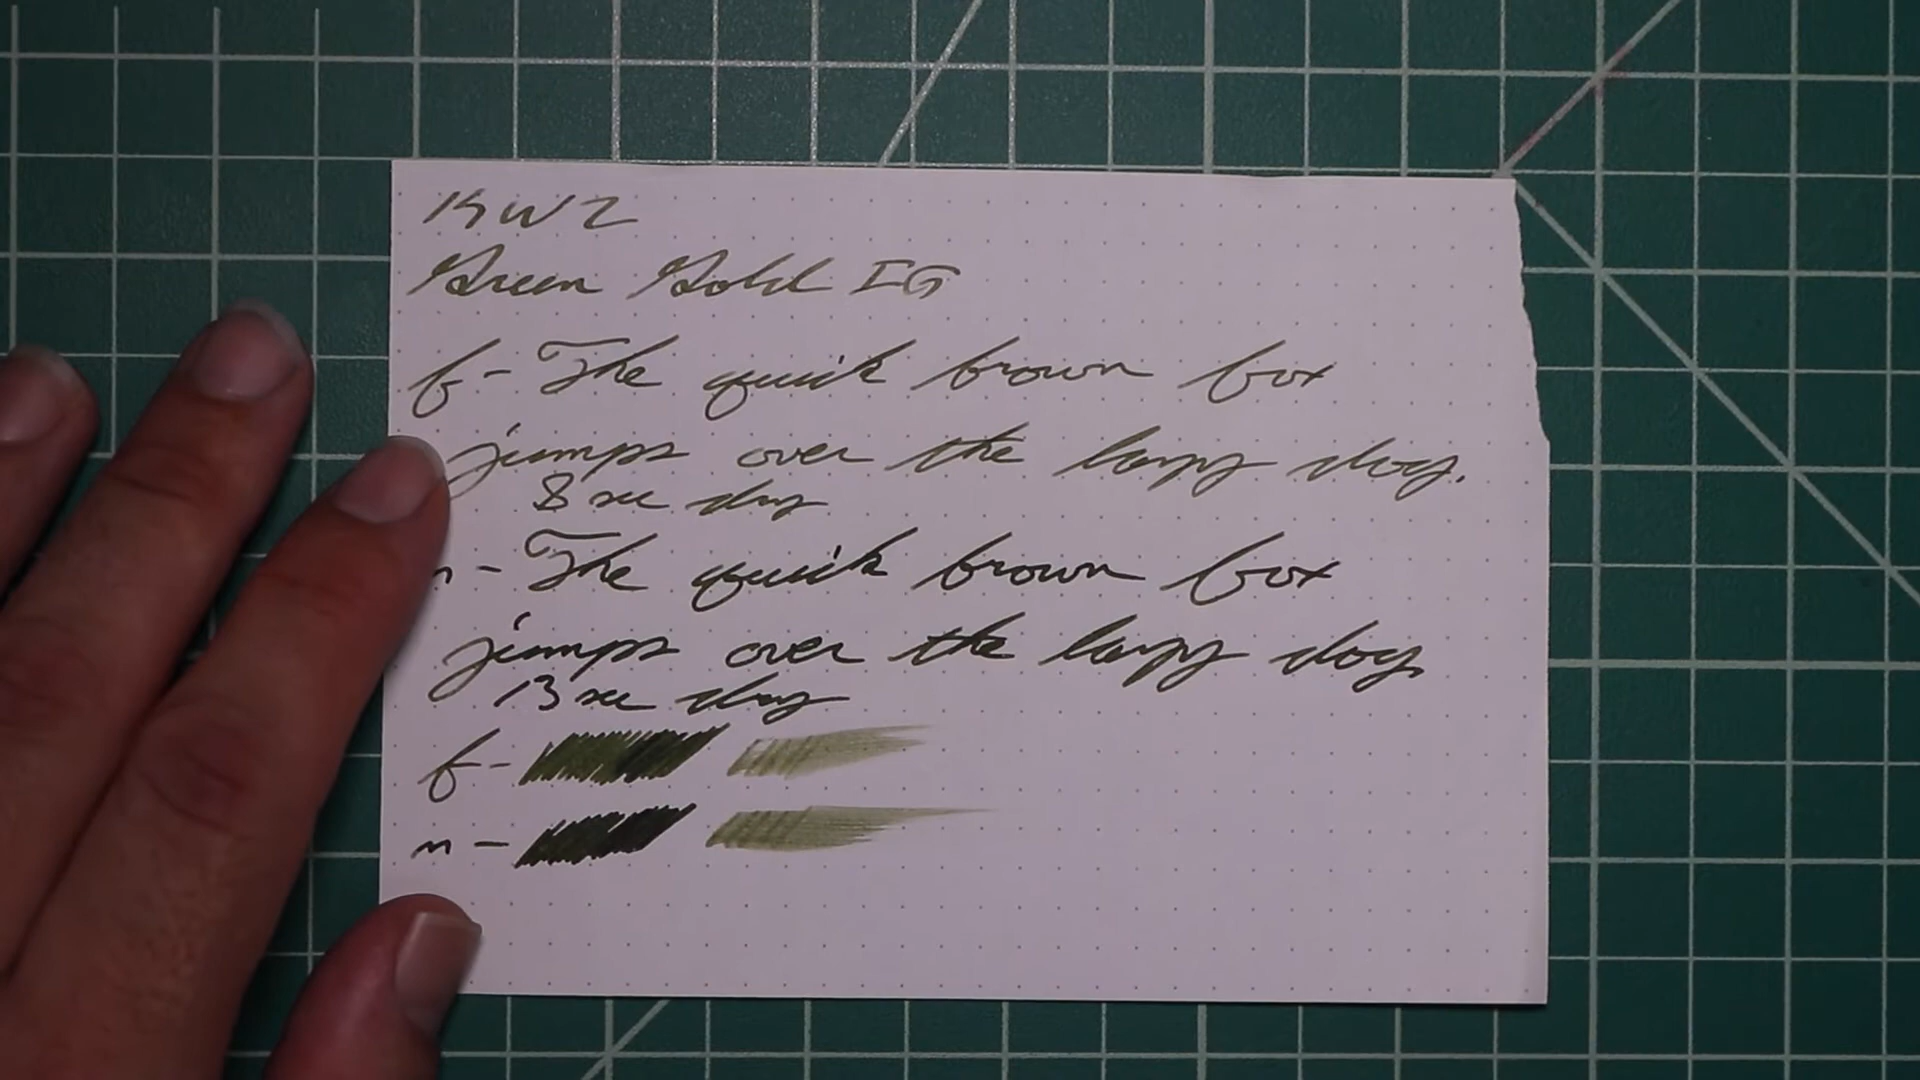 KWZ
Green Gold IG
f - The quick brown fox
jumps over the lazy dog.
8 sec dry
m - The quick brown fox
jumps over the lazy dog.
13 sec dry
f -
m -